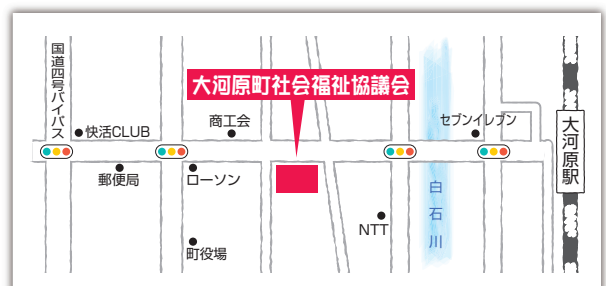 国道四号バイパス
大河原町社会福祉協議会
快活CLUB
商工会
セブンイレブン
大河原駅
郵便局
ローソン
白石川
NTT
町役場